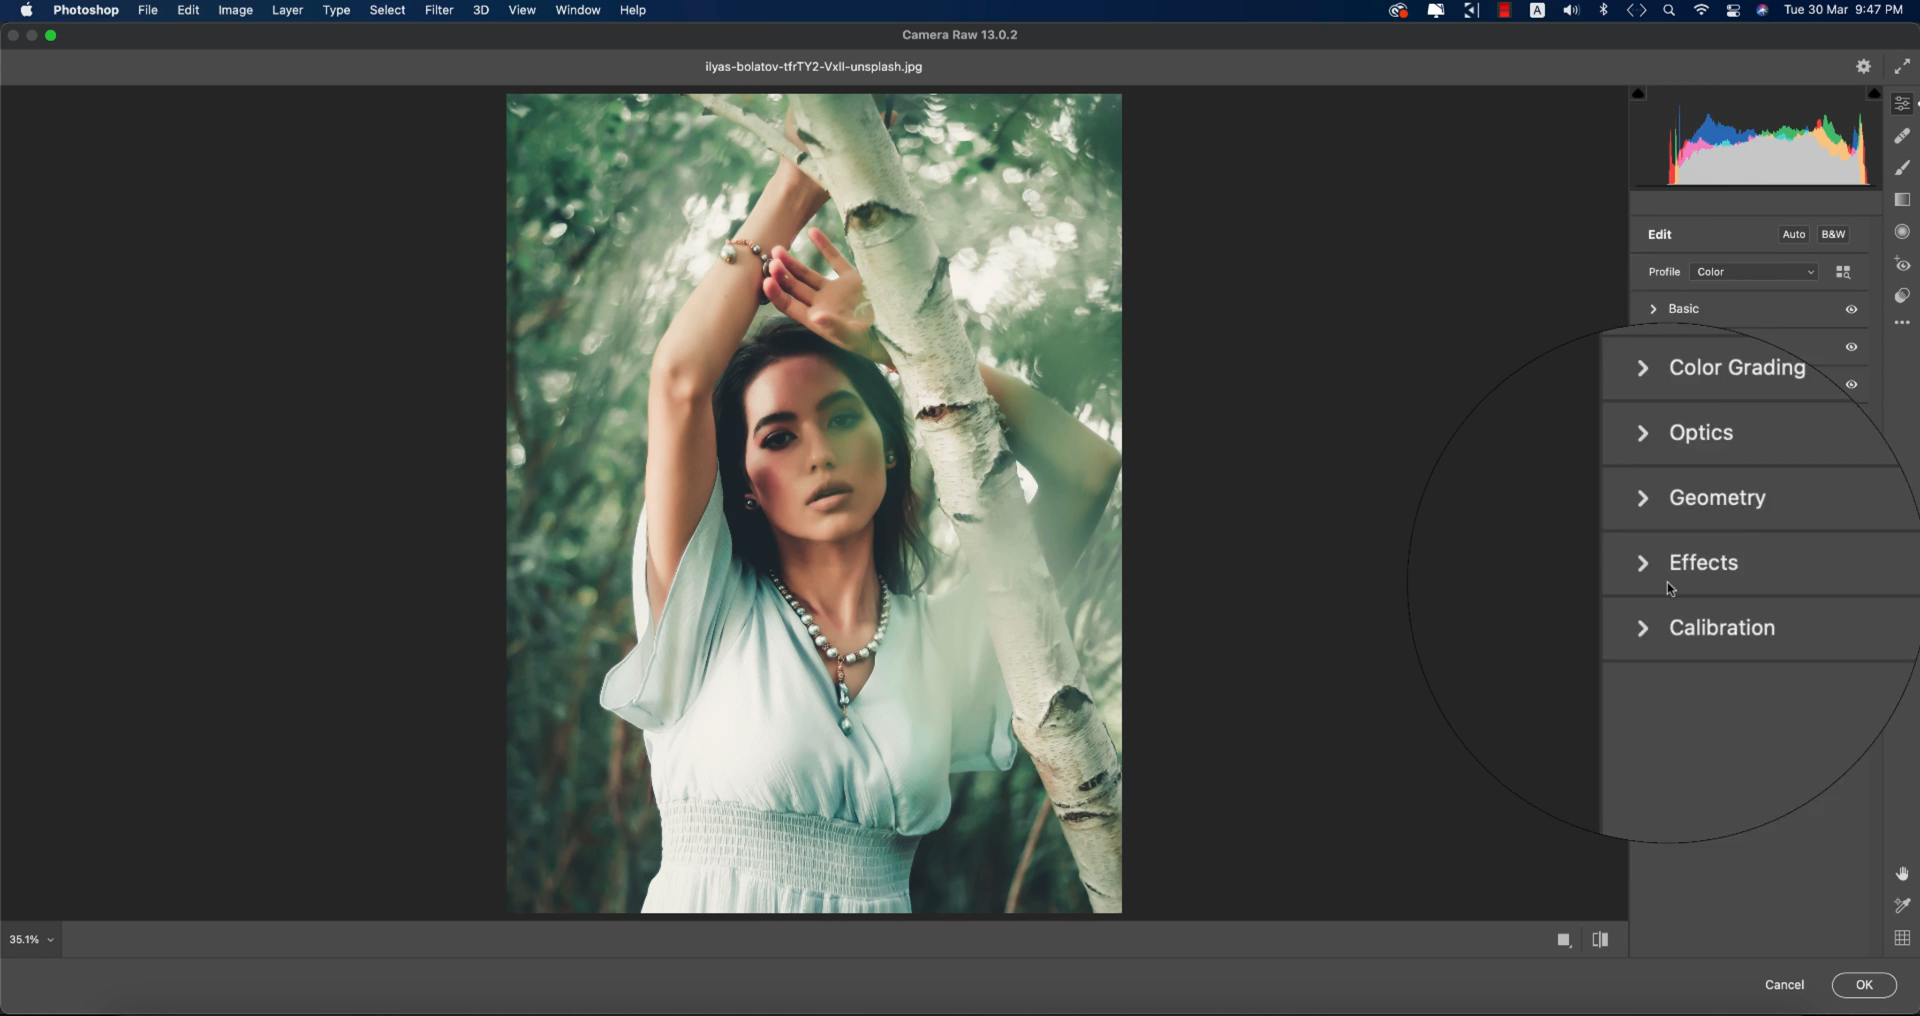 Photoshop File Edit Image Layer Type Select Filter 3D View Window Help A Tue 30 Mar 9:47 PM
Camera Raw 13.0.2
ilyas-bolatov-tfrTY2-VxlI-unsplash.jpg
Edit Auto B&W
Profile Color
Basic
Color Grading
Optics
Geometry
Effects
Calibration
35.1%
Cancel OK